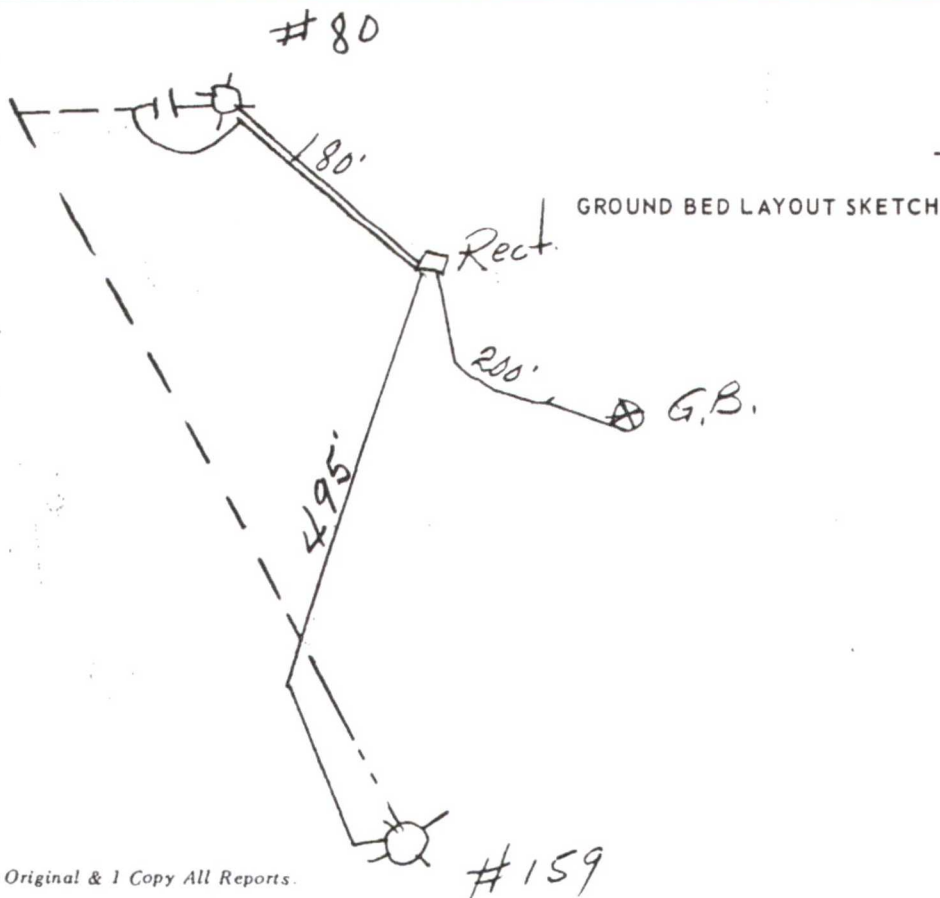 #80
180'
GROUND BED LAYOUT SKETCH
Rect.
200'
G.B.
495'
#159
Original & 1 Copy All Reports.